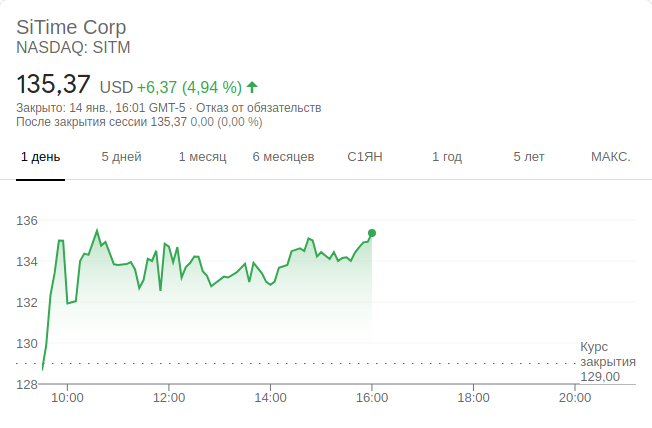 SiTime Corp
NASDAQ: SITM
135,37 USD +6,37 (4,94 %)
Закрыто: 14 янв., 16:01 GMT-5 · Отказ от обязательств
После закрытия сессии 135,37 0,00 (0,00 %)
1 день 5 дней 1 месяц 6 месяцев С1ЯН 1 год 5 лет МАКС.
136
134
132
130
128
Курс
закрытия
129,00
10:00 12:00 14:00 16:00 18:00 20:00